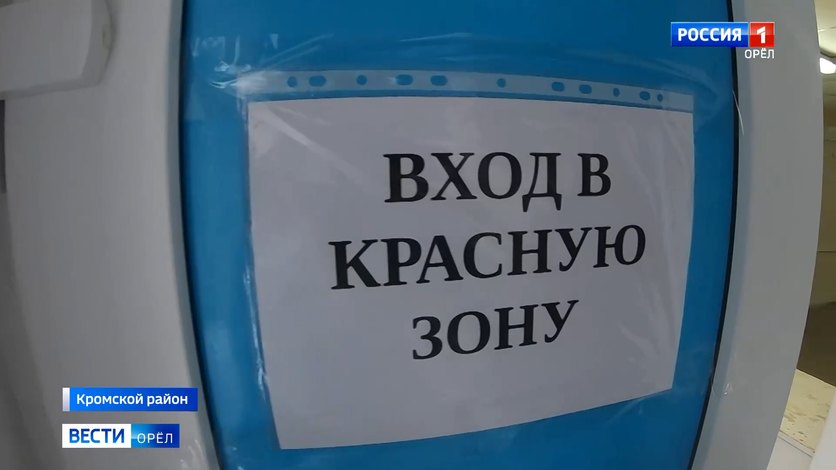 РОССИЯ 1
ОРЁЛ
ВХОД В
КРАСНУЮ
ЗОНУ
Кромской район
ВЕСТИ ОРЁЛ